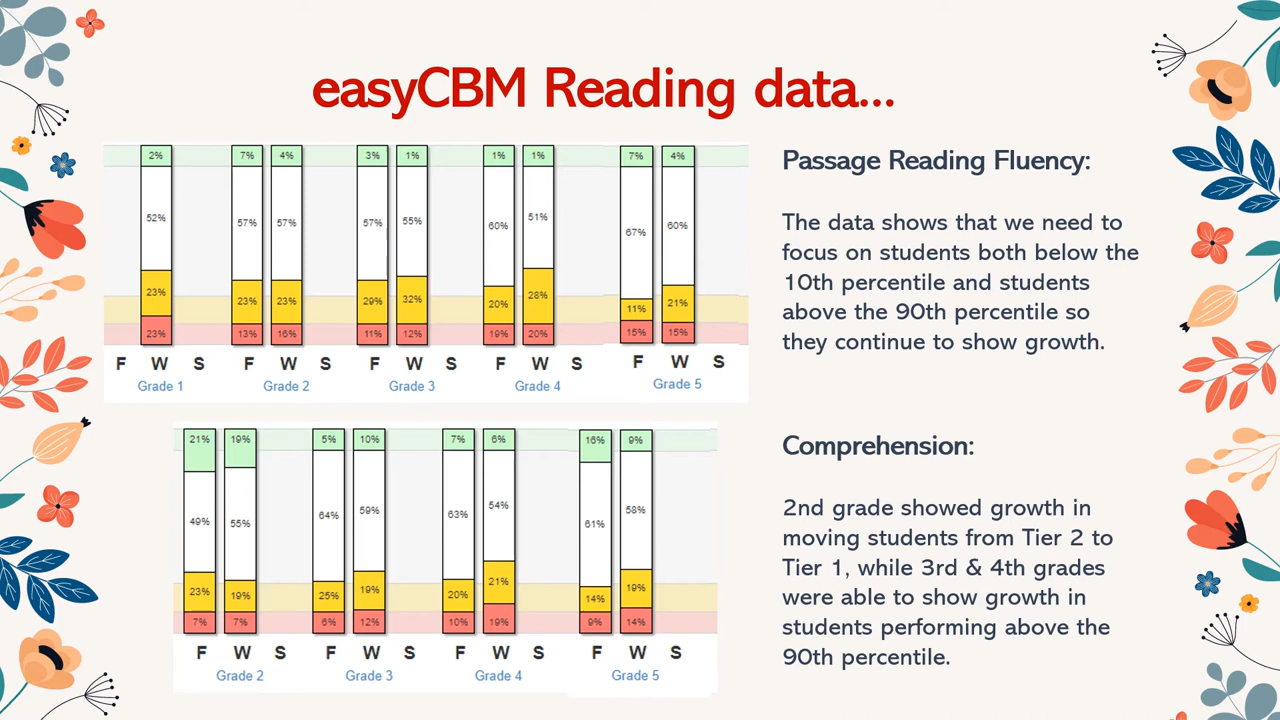 easyCBM Reading data...
2% 7% 4% 3% 1% 1% 1% 7% 4%
52% 57% 57% 57% 55% 60% 51% 67% 60%
23% 23% 23% 29% 32% 20% 28% 11% 21%
23% 13% 16% 11% 12% 19% 20% 15% 15%
F W S F W S F W S F W S F W S
Grade 1 Grade 2 Grade 3 Grade 4 Grade 5
Passage Reading Fluency:
The data shows that we need to
focus on students both below the
10th percentile and students
above the 90th percentile so
they continue to show growth.
21% 19% 5% 10% 7% 6% 16% 9%
49% 55% 64% 59% 63% 54% 61% 58%
23% 19% 25% 19% 20% 21% 14% 19%
7% 7% 6% 12% 10% 19% 9% 14%
F W S F W S F W S F W S
Grade 2 Grade 3 Grade 4 Grade 5
Comprehension:
2nd grade showed growth in
moving students from Tier 2 to
Tier 1, while 3rd & 4th grades
were able to show growth in
students performing above the
90th percentile.